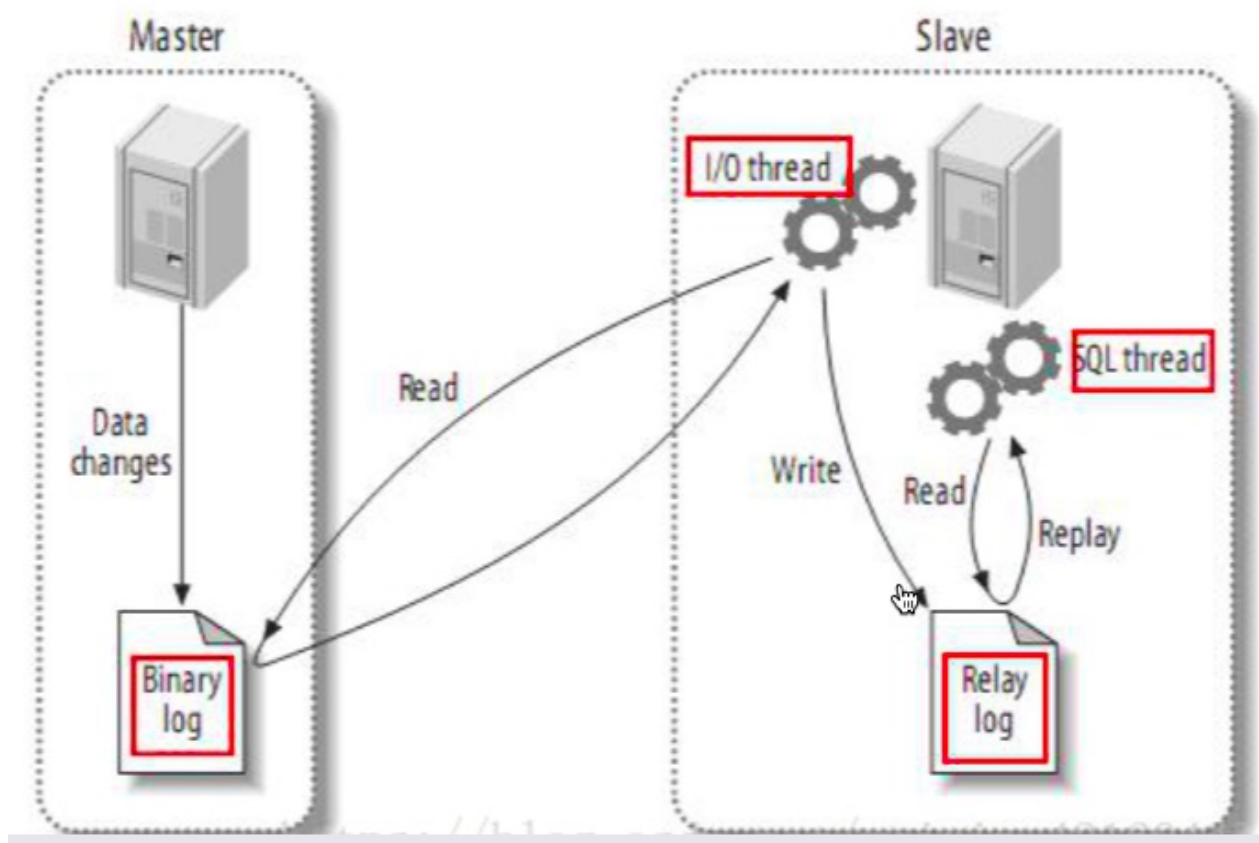 Master
Slave
I/O thread
SQL thread
Read
Data
changes
Write
Read
Replay
Binary
log
Relay
log